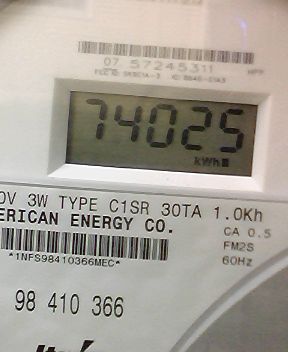 07 57245311
74025
kWh
0V 3W TYPE C1SR 30TA 1.0Kh
ERICAN ENERGY CO.
CA 0.5
FM2S
*1NFS98410366MEC*
60Hz
98 410 366